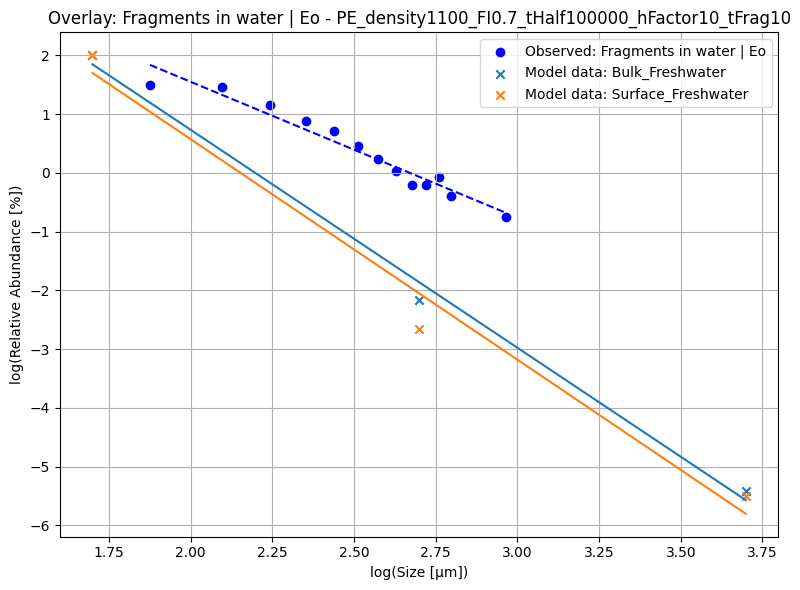 Overlay: Fragments in water | Eo - PE_density1100_FI0.7_tHalf100000_hFactor10_tFrag10
Observed: Fragments in water | Eo
Model data: Bulk_Freshwater
Model data: Surface_Freshwater
log(Relative Abundance [%])
2
1
0
−1
−2
−3
−4
−5
−6
1.75 2.00 2.25 2.50 2.75 3.00 3.25 3.50 3.75
log(Size [µm])